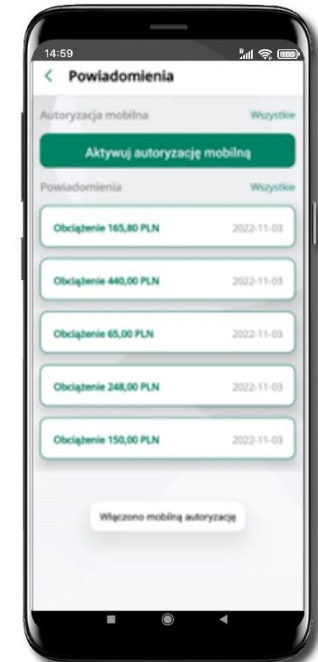 14:59
Powiadomienia
Autoryzacja mobilna Wszystkie
Aktywuj autoryzację mobilną
Powiadomienia Wszystkie
Obciążenie 165,80 PLN 2022-11-03
Obciążenie 440,00 PLN 2022-11-03
Obciążenie 65,00 PLN 2022-11-03
Obciążenie 248,00 PLN 2022-11-03
Obciążenie 150,00 PLN 2022-11-03
Włączono mobilną autoryzację